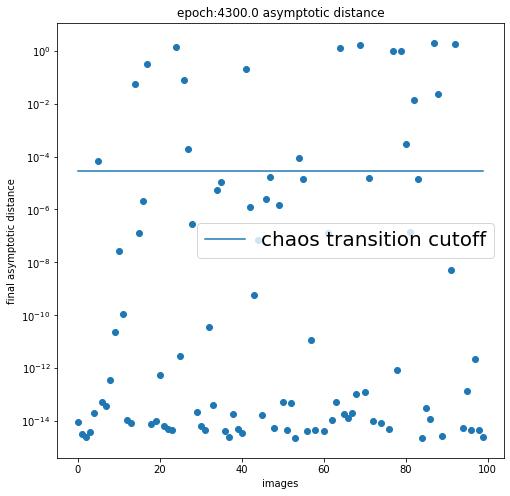 epoch:4300.0 asymptotic distance
final asymptotic distance
10^0
10^-2
10^-4
10^-6
10^-8
10^-10
10^-12
10^-14
chaos transition cutoff
0 20 40 60 80 100
images